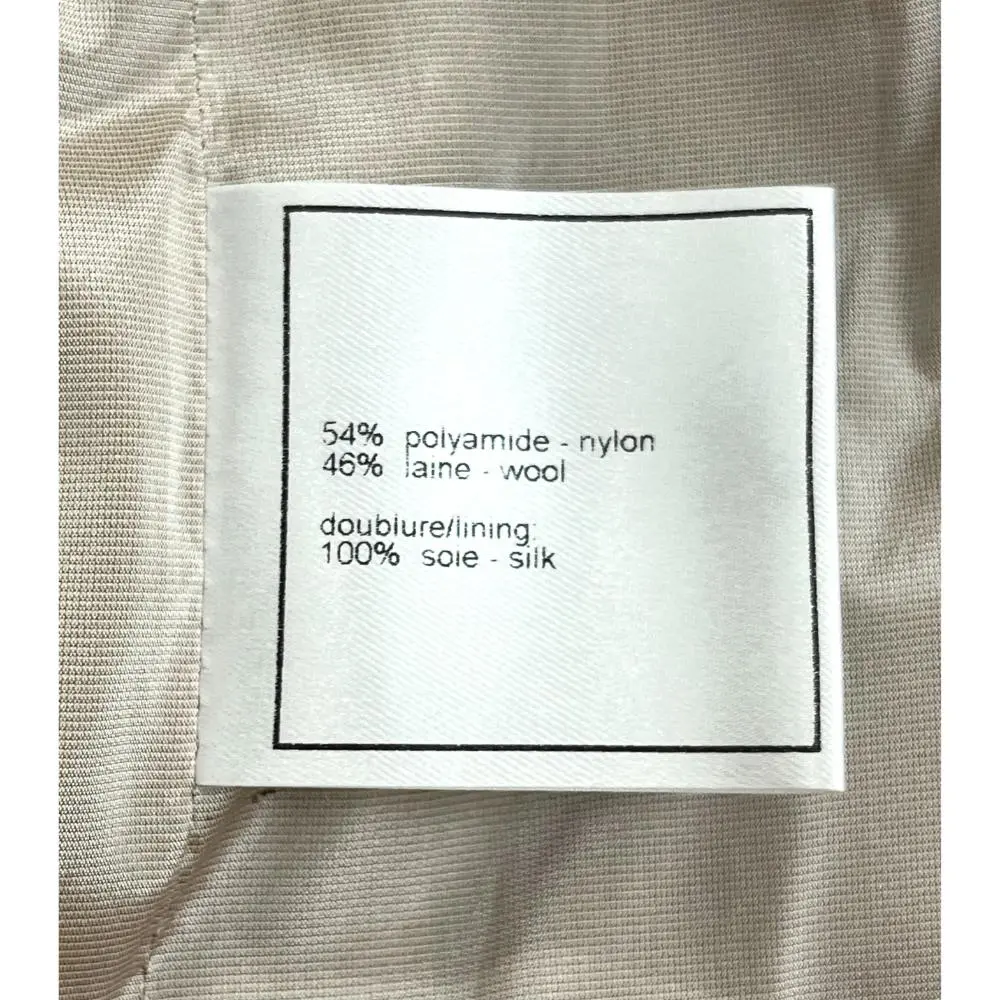 54% polyamide - nylon
46% laine - wool
doublure/lining:
100% soie - silk